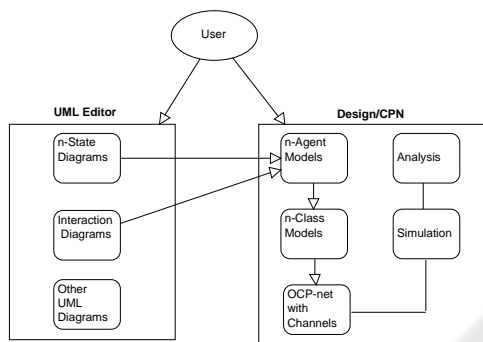 User
UML Editor
Design/CPN
n-State
Diagrams
n-Agent
Models
Analysis
Interaction
Diagrams
n-Class
Models
Simulation
Other
UML
Diagrams
OCP-net
with
Channels